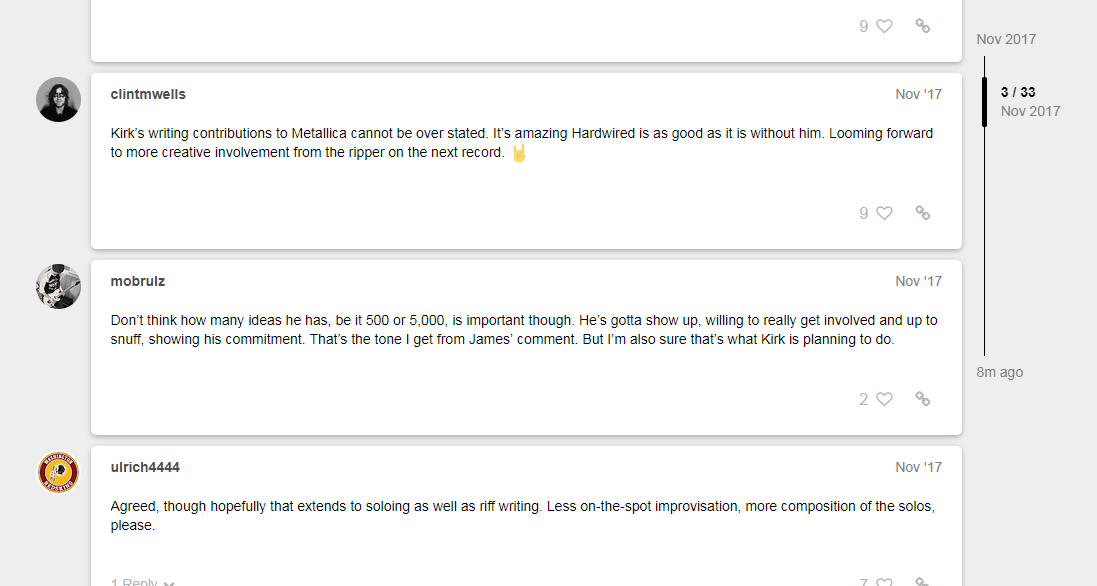 9
Nov 2017
clintmwells
Nov '17
3 / 33
Nov 2017
Kirk’s writing contributions to Metallica cannot be over stated. It’s amazing Hardwired is as good as it is without him. Looming forward
to more creative involvement from the ripper on the next record.
9
mobrulz
Nov '17
Don’t think how many ideas he has, be it 500 or 5,000, is important though. He’s gotta show up, willing to really get involved and up to
snuff, showing his commitment. That’s the tone I get from James’ comment. But I’m also sure that’s what Kirk is planning to do.
8m ago
2
WASHINGTON
REDSKINS
ulrich4444
Nov '17
Agreed, though hopefully that extends to soloing as well as riff writing. Less on-the-spot improvisation, more composition of the solos,
please.
1 Reply
7